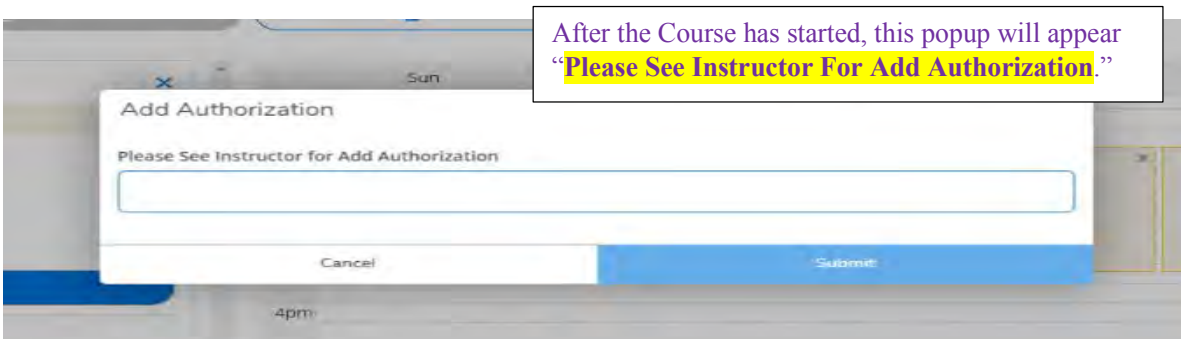 After the Course has started, this popup will appear
“Please See Instructor For Add Authorization.”
Sun
Add Authorization
Please See Instructor for Add Authorization
Cancel
Submit
4pm